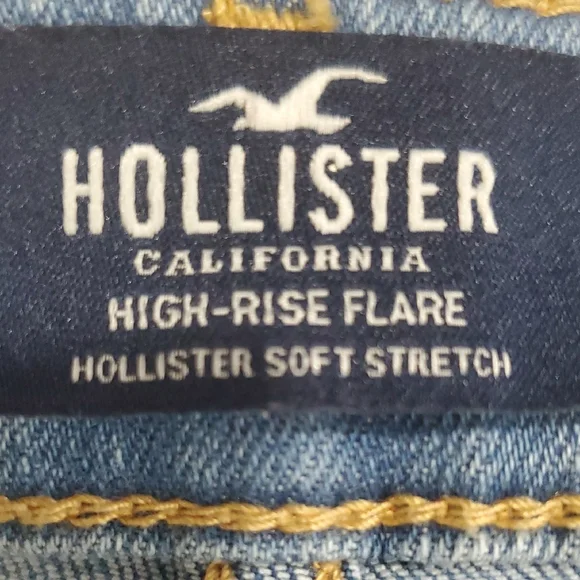 HOLLISTER
CALIFORNIA
HIGH-RISE FLARE
HOLLISTER SOFT STRETCH